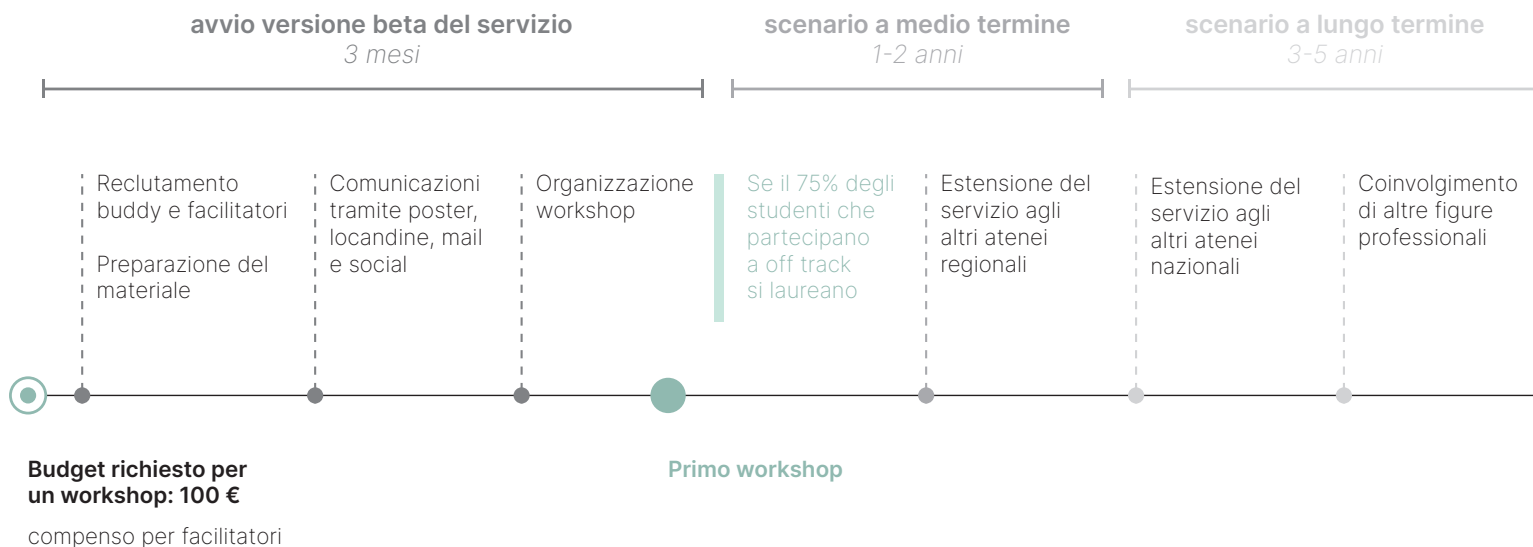 avvio versione beta del servizio
3 mesi
scenario a medio termine
1-2 anni
scenario a lungo termine
3-5 anni
Reclutamento
buddy e facilitatori
Preparazione del
materiale
Comunicazioni
tramite poster,
locandine, mail
e social
Organizzazione
workshop
Se il 75% degli
studenti che
partecipano
a off track
si laureano
Estensione del
servizio agli
altri atenei
regionali
Estensione del
servizio agli
altri atenei
nazionali
Coinvolgimento
di altre figure
professionali
Budget richiesto per
un workshop: 100 €
compenso per facilitatori
Primo workshop